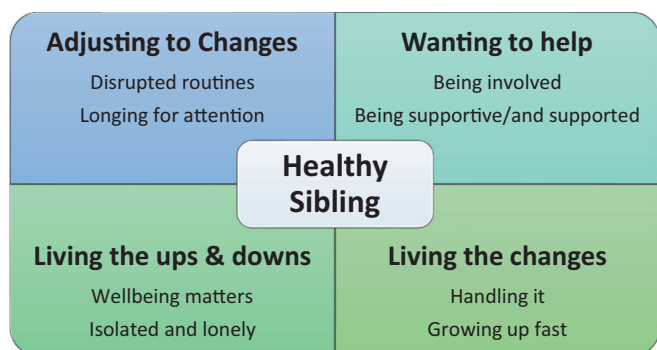 Adjusting to Changes
Disrupted routines
Longing for attention
Wanting to help
Being involved
Being supportive/and supported
Healthy
Sibling
Living the ups & downs
Wellbeing matters
Isolated and lonely
Living the changes
Handling it
Growing up fast